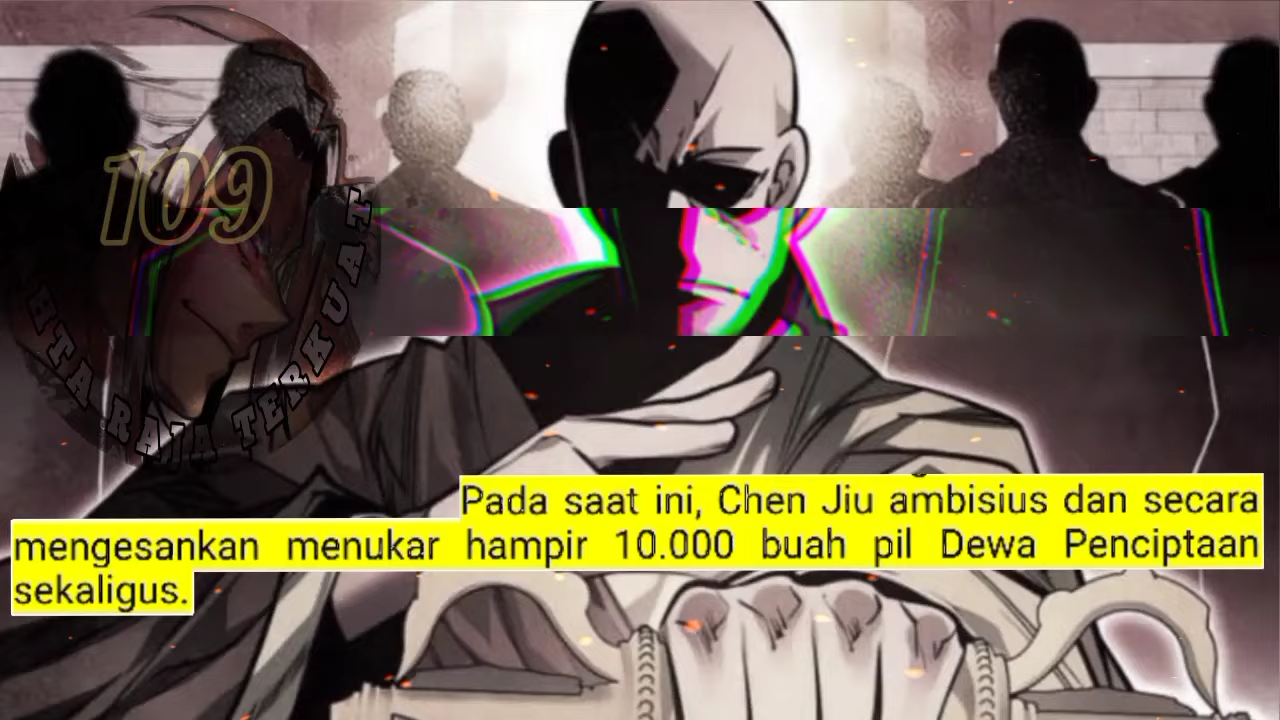 109
HTA RAJA TERKUAT
Pada saat ini, Chen Jiu ambisius dan secara
mengesankan menukar hampir 10.000 buah pil Dewa Penciptaan
sekaligus.